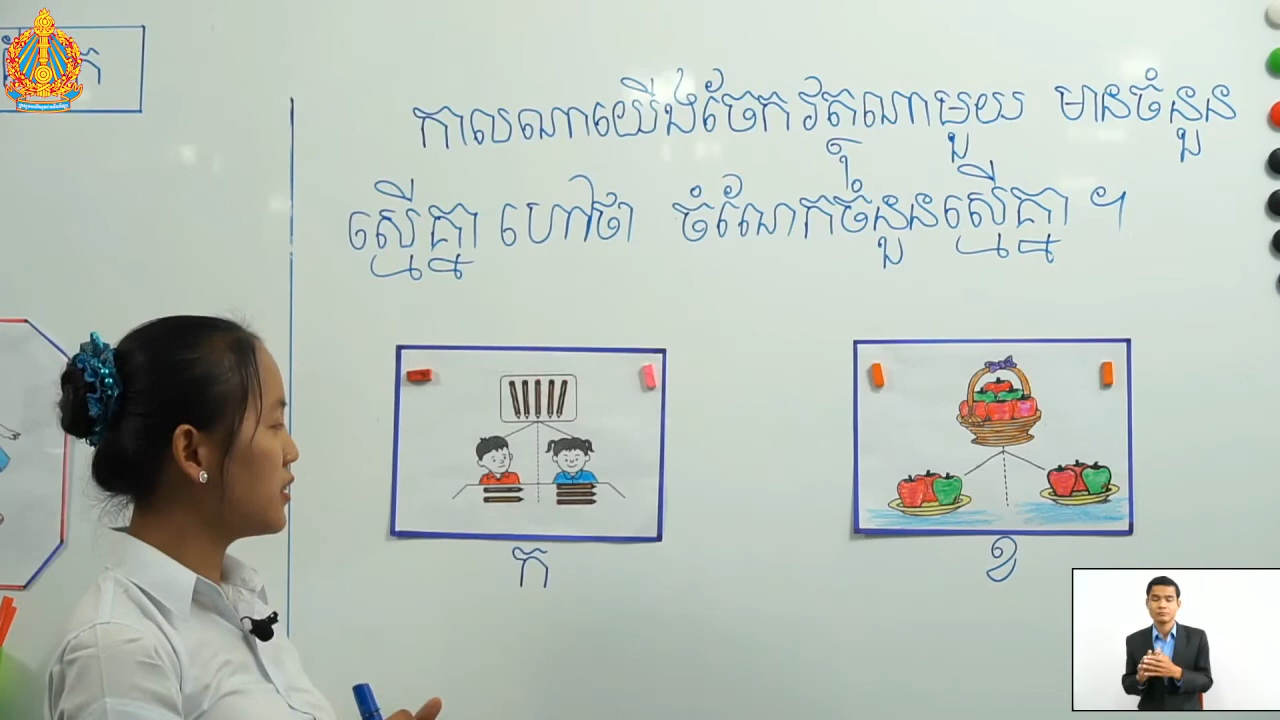 កាលណាយើងចែកវត្ថុណាមួយ មានចំនួន
ស្មើគ្នា ហៅថា ចំណែកចំនួនស្មើគ្នា ។
ក
ខ